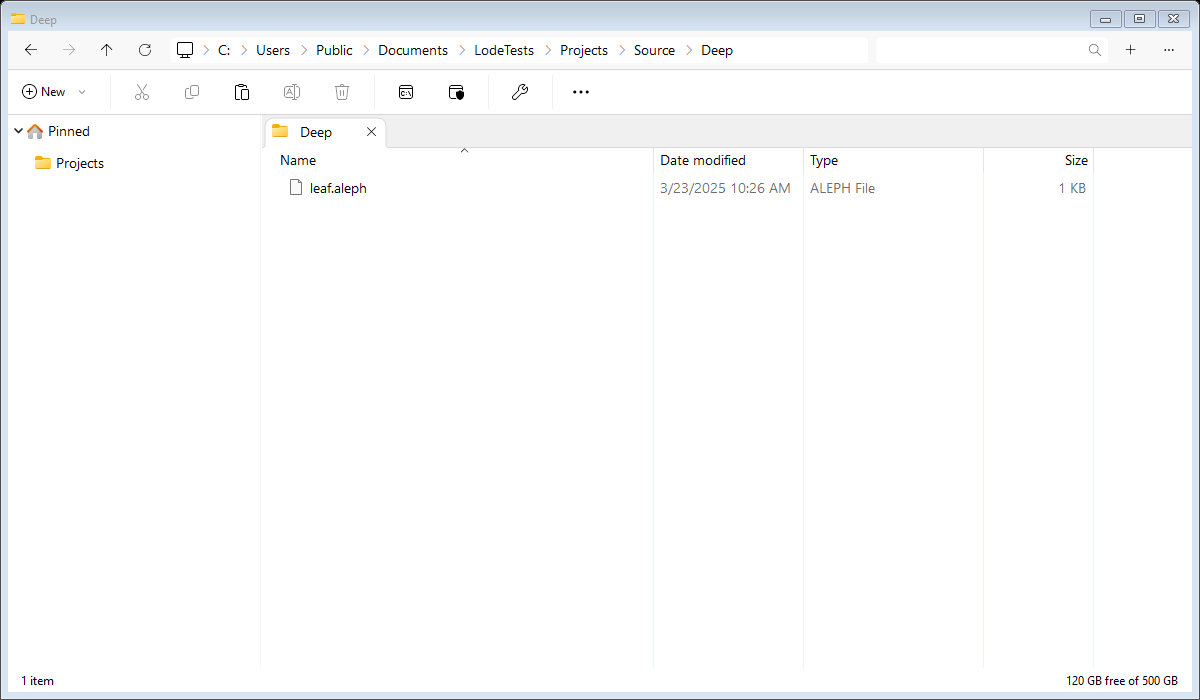 Deep
C: Users Public Documents LodeTests Projects Source Deep
New
Pinned
Projects
Deep
Name Date modified Type Size
leaf.aleph 3/23/2025 10:26 AM ALEPH File 1 KB
1 item
120 GB free of 500 GB